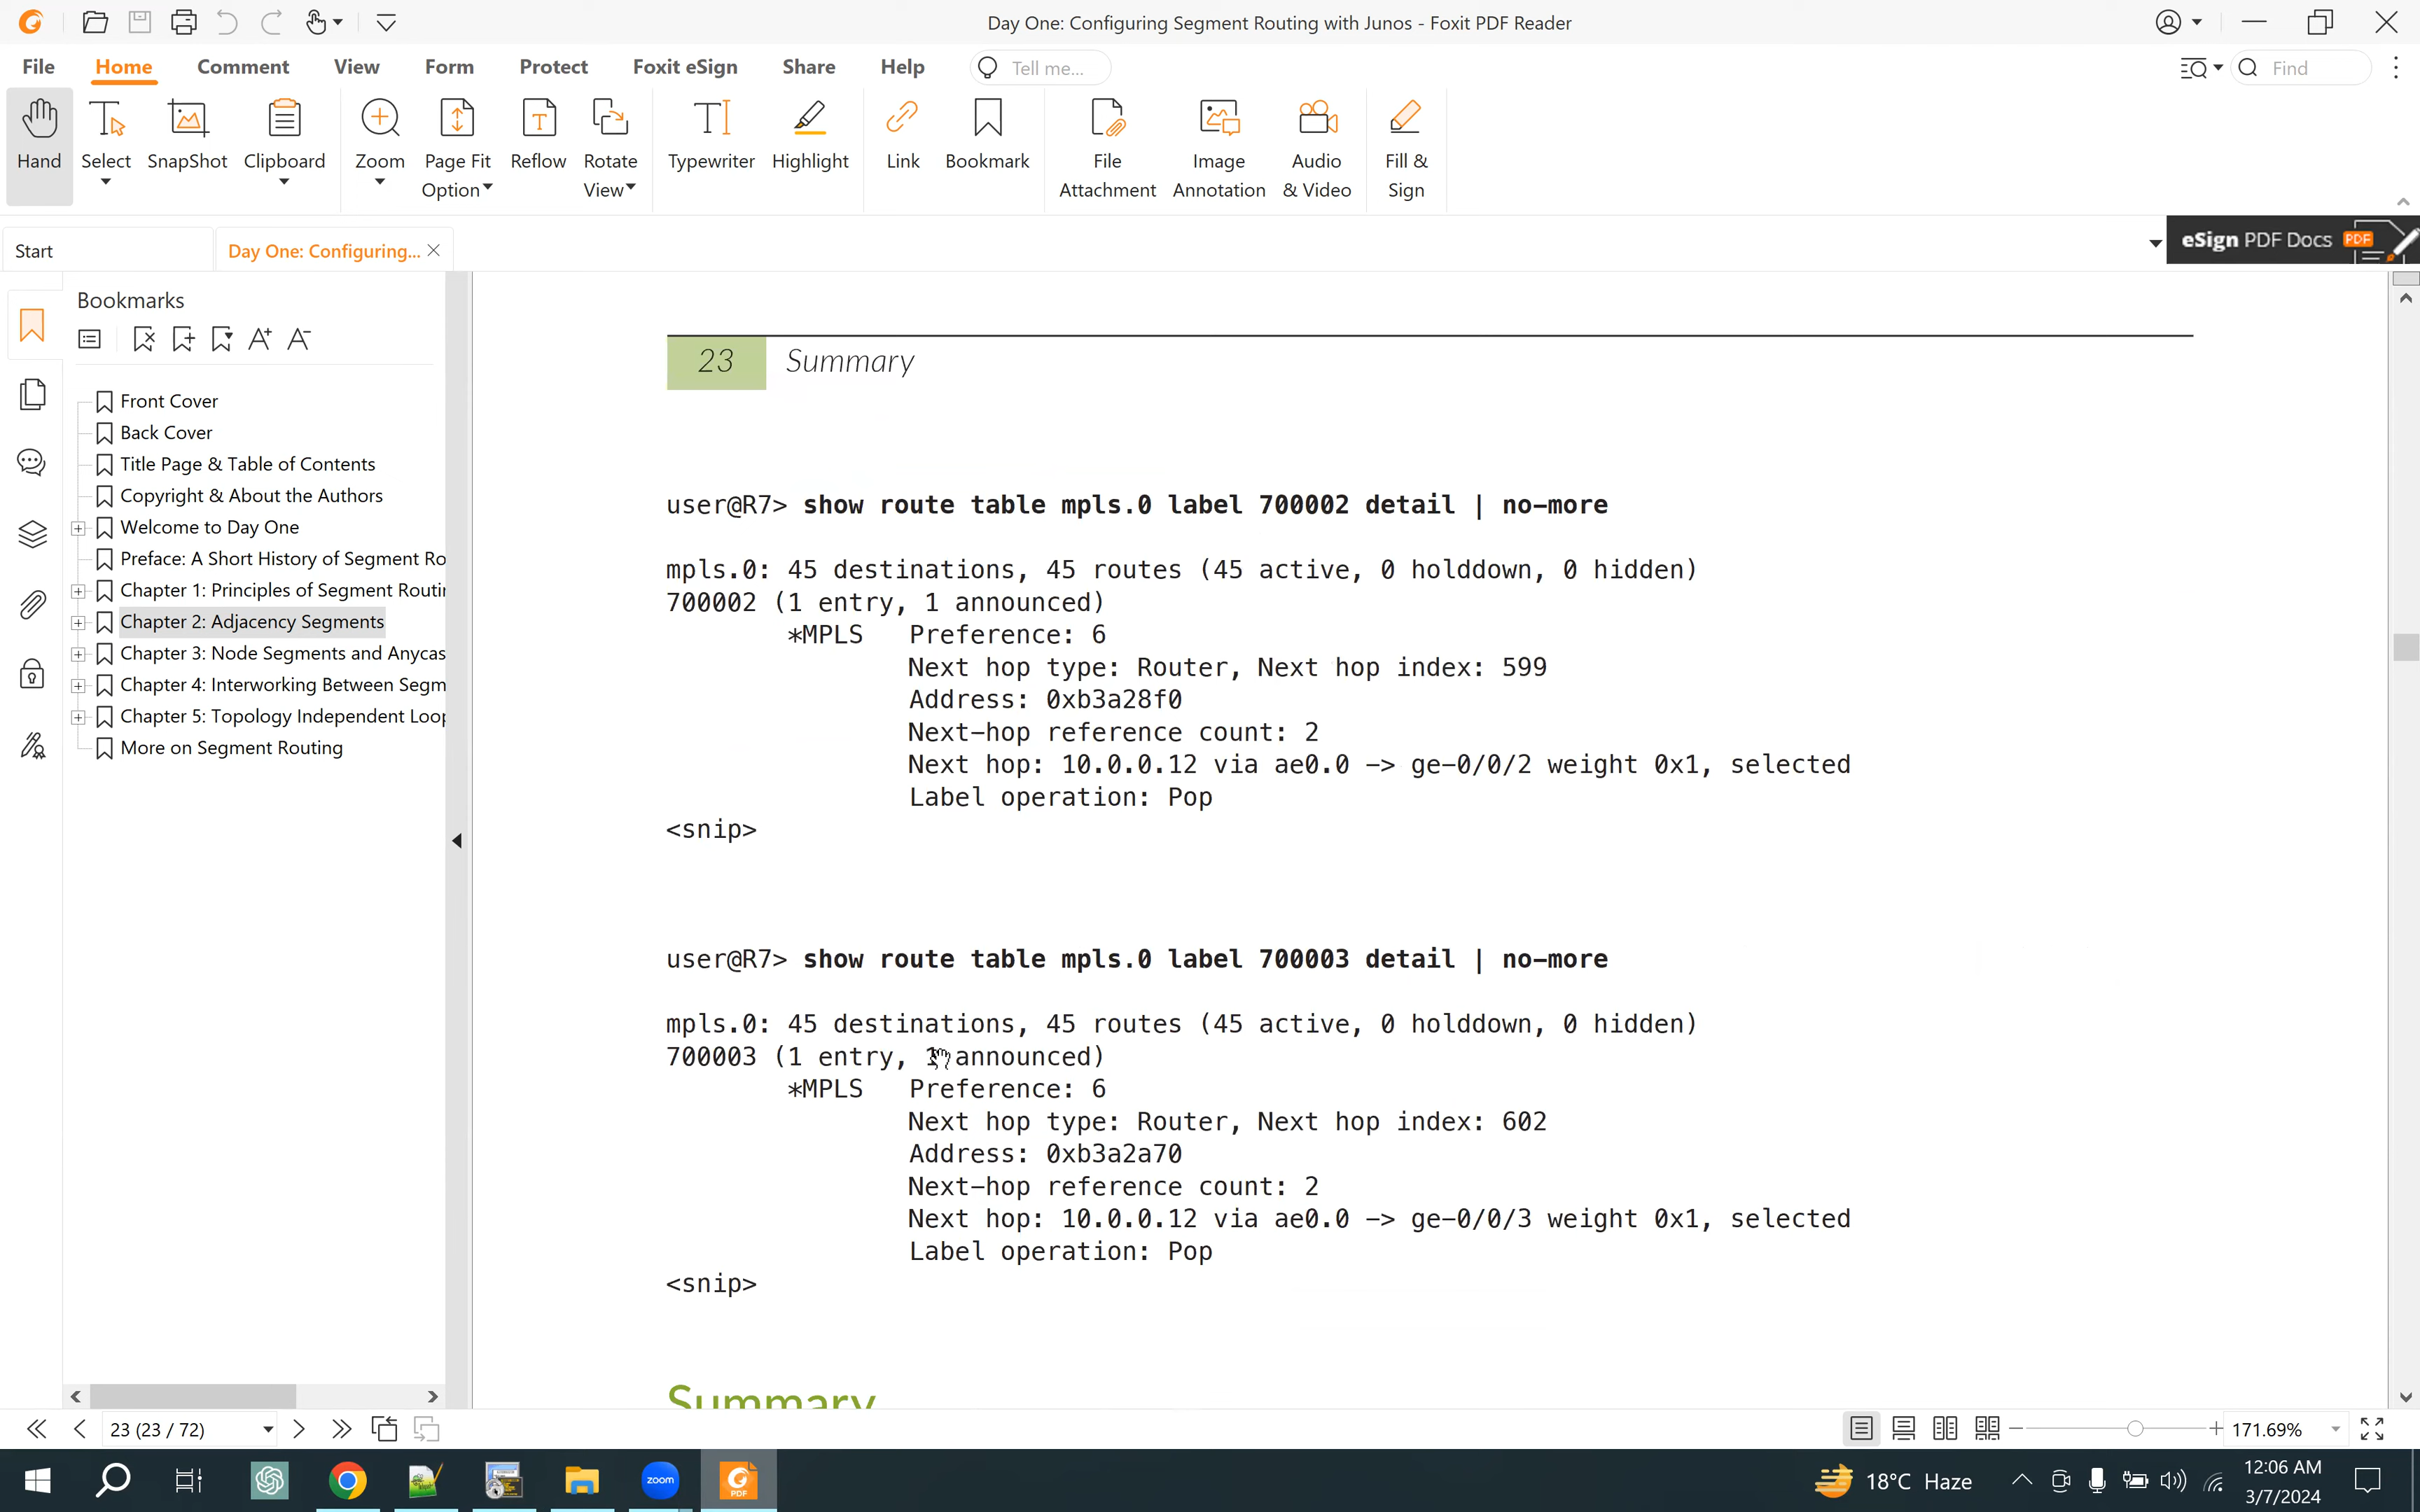 Day One: Configuring Segment Routing with Junos - Foxit PDF Reader
File Home Comment View Form Protect Foxit eSign Share Help Tell me... Find
Hand Select SnapShot Clipboard Zoom Page Fit Option Reflow Rotate View Typewriter Highlight Link Bookmark File Attachment Image Annotation Audio & Video Fill & Sign
Start Day One: Configuring... eSign PDF Docs PDF
Bookmarks
Front Cover
Back Cover
Title Page & Table of Contents
Copyright & About the Authors
Welcome to Day One
Preface: A Short History of Segment Ro
Chapter 1: Principles of Segment Routin
Chapter 2: Adjacency Segments
Chapter 3: Node Segments and Anycas
Chapter 4: Interworking Between Segm
Chapter 5: Topology Independent Loop
More on Segment Routing
23 Summary
user@R7> show route table mpls.0 label 700002 detail | no-more
mpls.0: 45 destinations, 45 routes (45 active, 0 holddown, 0 hidden)
700002 (1 entry, 1 announced)
*MPLS Preference: 6
Next hop type: Router, Next hop index: 599
Address: 0xb3a28f0
Next-hop reference count: 2
Next hop: 10.0.0.12 via ae0.0 -> ge-0/0/2 weight 0x1, selected
Label operation: Pop
<snip>
user@R7> show route table mpls.0 label 700003 detail | no-more
mpls.0: 45 destinations, 45 routes (45 active, 0 holddown, 0 hidden)
700003 (1 entry, 1 announced)
*MPLS Preference: 6
Next hop type: Router, Next hop index: 602
Address: 0xb3a2a70
Next-hop reference count: 2
Next hop: 10.0.0.12 via ae0.0 -> ge-0/0/3 weight 0x1, selected
Label operation: Pop
<snip>
Summary
23 (23 / 72) 171.69%
zoom PDF 18°C Haze 12:06 AM
3/7/2024